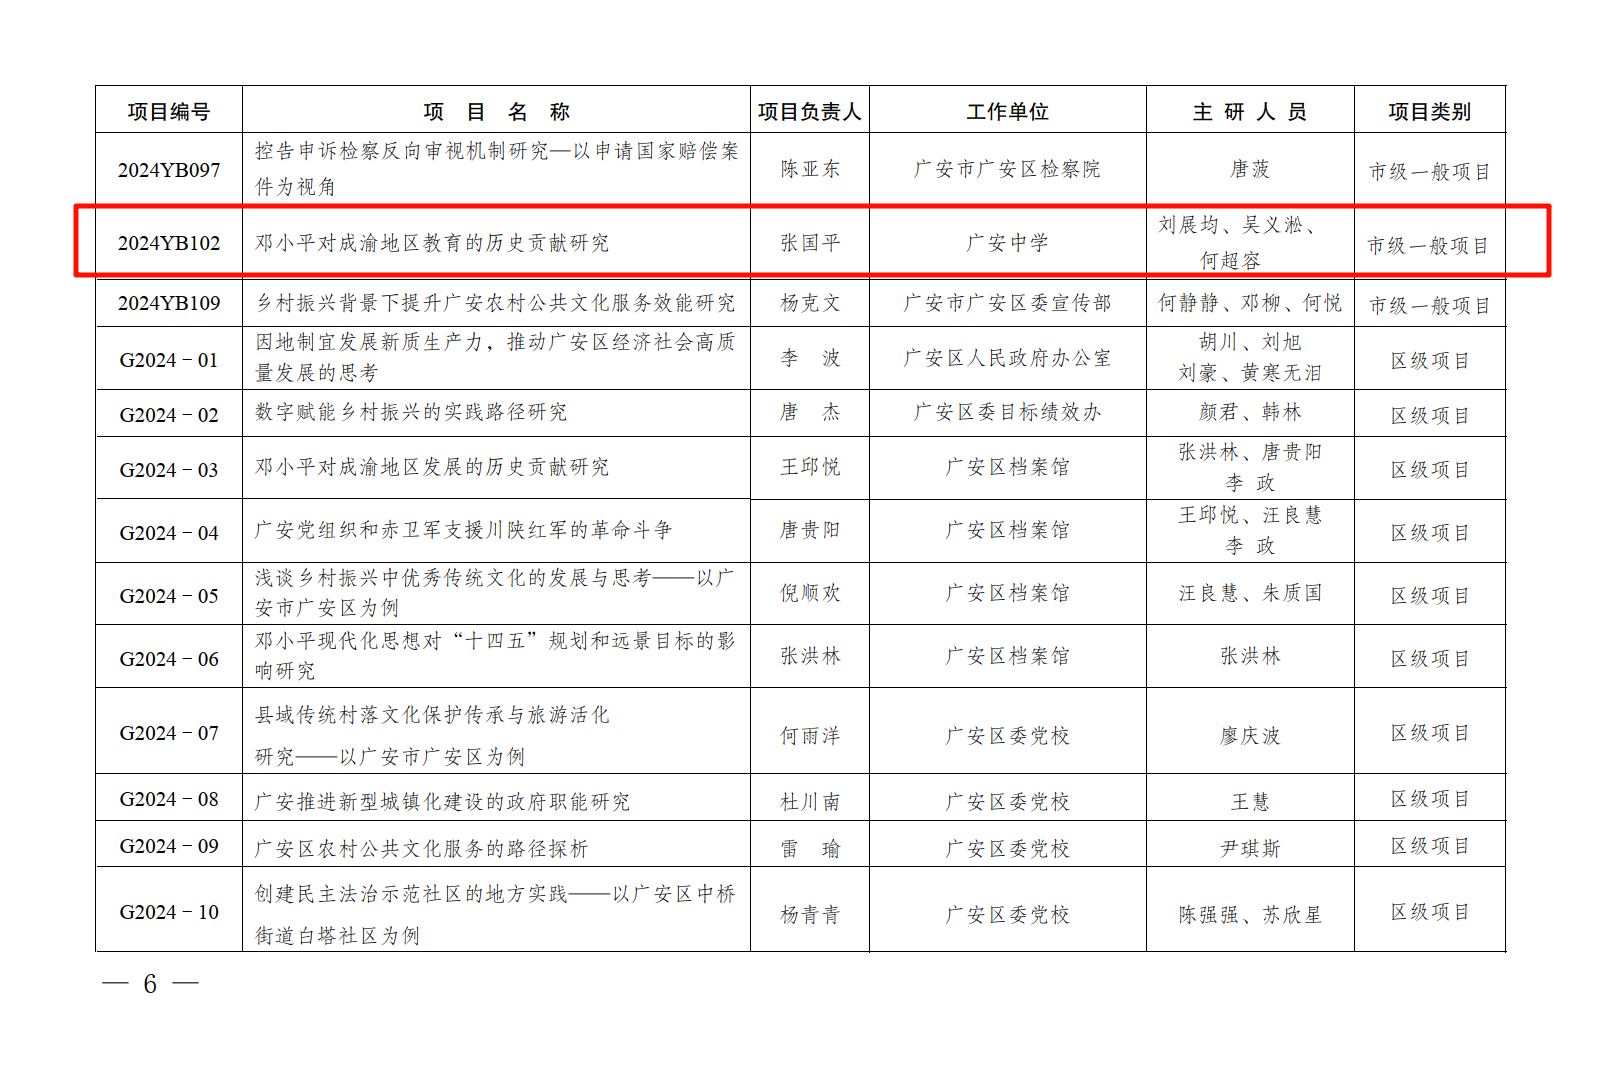 项目编号 项 目 名 称 项目负责人 工作单位 主 研 人 员 项目类别
2024YB097 控告申诉检察反向审视机制研究—以申请国家赔偿案 陈亚东 广安市广安区检察院 唐菠 市级一般项目
件为视角
2024YB102 邓小平对成渝地区教育的历史贡献研究 张国平 广安中学 刘展均、吴义淞、 市级一般项目
何超容
2024YB109 乡村振兴背景下提升广安农村公共文化服务效能研究 杨克文 广安市广安区委宣传部 何静静、邓柳、何悦 市级一般项目
G2024－01 因地制宜发展新质生产力，推动广安区经济社会高质 李 波 广安区人民政府办公室 胡川、刘旭 区级项目
量发展的思考 刘豪、黄寒无泪
G2024－02 数字赋能乡村振兴的实践路径研究 唐 杰 广安区委目标绩效办 颜君、韩林 区级项目
G2024－03 邓小平对成渝地区发展的历史贡献研究 王邱悦 广安区档案馆 张洪林、唐贵阳 区级项目
李 政
G2024－04 广安党组织和赤卫军支援川陕红军的革命斗争 唐贵阳 广安区档案馆 王邱悦、汪良慧 区级项目
李 政
G2024－05 浅谈乡村振兴中优秀传统文化的发展与思考——以广 倪顺欢 广安区档案馆 汪良慧、朱质国 区级项目
安市广安区为例
G2024－06 邓小平现代化思想对“十四五”规划和远景目标的影 张洪林 广安区档案馆 张洪林 区级项目
响研究
G2024－07 县域传统村落文化保护传承与旅游活化 何雨洋 广安区委党校 廖庆波 区级项目
研究——以广安市广安区为例
G2024－08 广安推进新型城镇化建设的政府职能研究 杜川南 广安区委党校 王慧 区级项目
G2024－09 广安区农村公共文化服务的路径探析 雷 瑜 广安区委党校 尹琪斯 区级项目
G2024－10 创建民主法治示范社区的地方实践——以广安区中桥 杨青青 广安区委党校 陈强强、苏欣星 区级项目
街道白塔社区为例
— 6 —